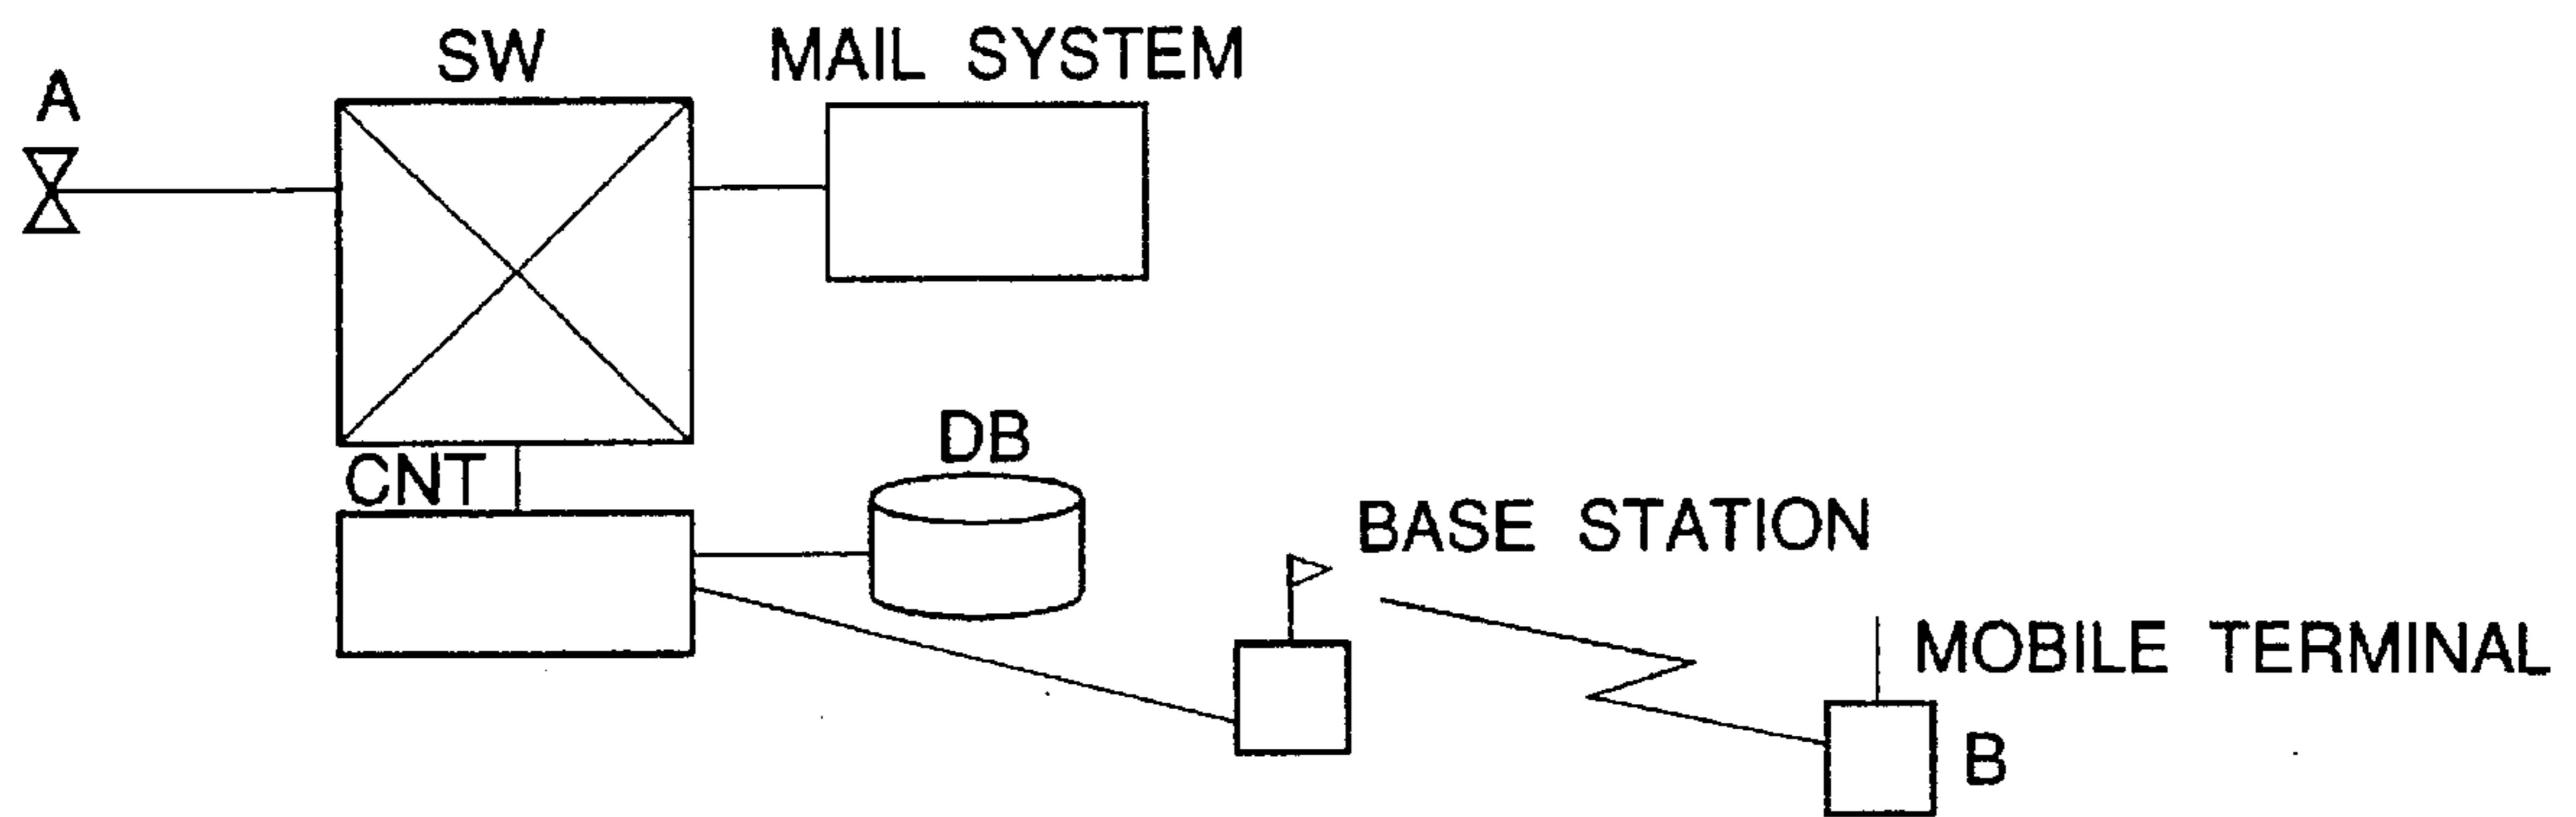 A
SW
MAIL SYSTEM
CNT
DB
BASE STATION
MOBILE TERMINAL
B